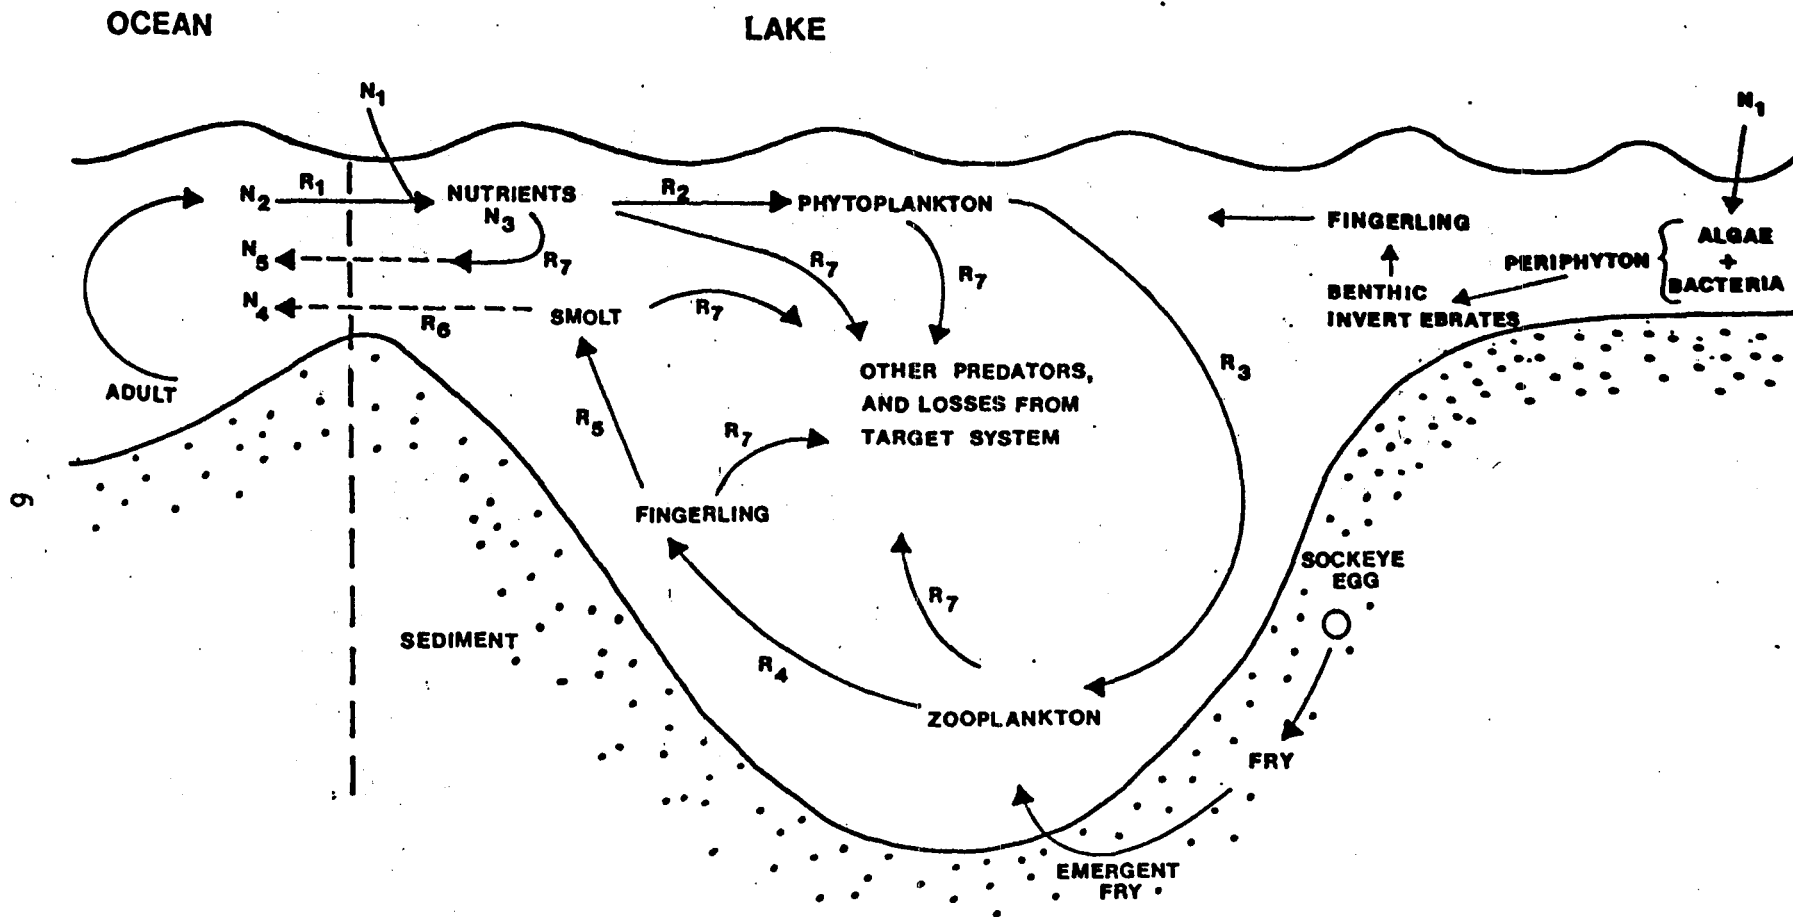 OCEAN
LAKE
N1
N1
N2
R1
NUTRIENTS
N3
R2
PHYTOPLANKTON
FINGERLING
ALGAE
+
BACTERIA
PERIPHYTON
BENTHIC
INVERT EBRATES
N5
R7
R7
R7
N4
R6
SMOLT
R7
R3
ADULT
OTHER PREDATORS,
AND LOSSES FROM
TARGET SYSTEM
R5
R7
FINGERLING
9
SOCKEYE
EGG
R7
SEDIMENT
R4
ZOOPLANKTON
FRY
EMERGENT
FRY